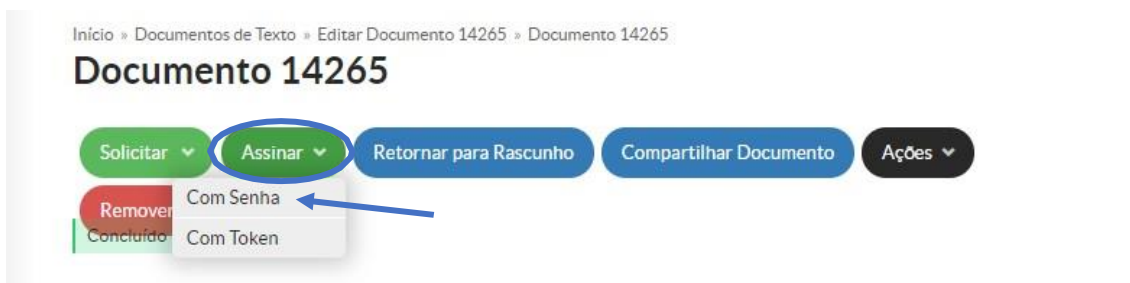 Início » Documentos de Texto » Editar Documento 14265 » Documento 14265
Documento 14265
Solicitar Assinar Retornar para Rascunho Compartilhar Documento Ações
Remover
Com Senha
Concluído
Com Token